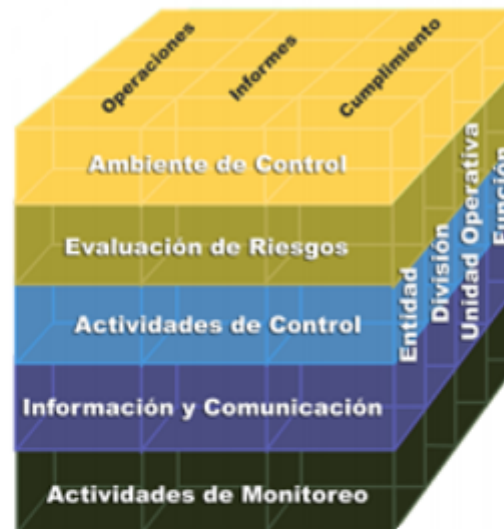 Operaciones
Informes
Cumplimiento
Ambiente de Control
Evaluación de Riesgos
Actividades de Control
Información y Comunicación
Actividades de Monitoreo
Entidad
División
Unidad Operativa
Función